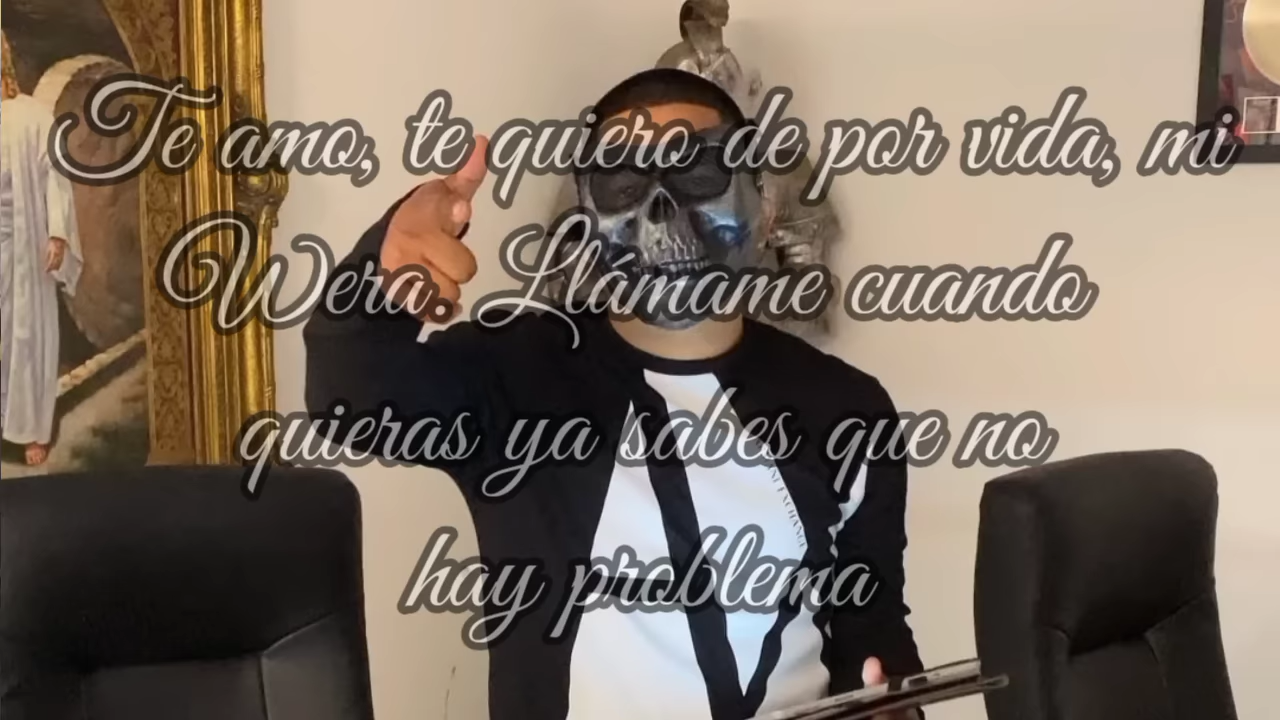 Te amo, te quiero de por vida, mi
Wera. Llámame cuando
quieras ya sabes que no
hay problema